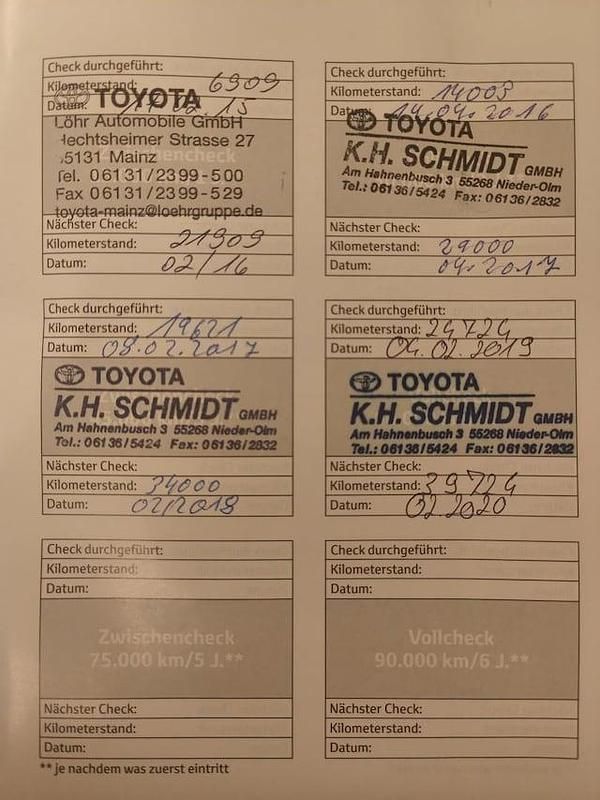 Check durchgeführt:
Kilometerstand: 6909
Datum: 17.02.15
TOYOTA
Löhr Automobile GmbH
Hechtsheimer Strasse 27
55131 Mainz
Tel. 06131/2399-500
Fax 06131/2399-529
toyota-mainz@loehrgruppe.de
Nächster Check:
Kilometerstand: 21909
Datum: 02/16
Check durchgeführt:
Kilometerstand: 14003
Datum: 14.04.2016
TOYOTA
K.H. SCHMIDT GMBH
Am Hahnenbusch 3 55268 Nieder-Olm
Tel.: 06136/5424 Fax: 06136/2832
Nächster Check:
Kilometerstand: 29000
Datum: 04.2017
Check durchgeführt:
Kilometerstand: 19621
Datum: 08.02.2017
TOYOTA
K.H. SCHMIDT GMBH
Am Hahnenbusch 3 55268 Nieder-Olm
Tel.: 06136/5424 Fax: 06136/2832
Nächster Check:
Kilometerstand: 34000
Datum: 02/2018
Check durchgeführt:
Kilometerstand: 24724
Datum: 04.02.2019
TOYOTA
K.H. SCHMIDT GMBH
Am Hahnenbusch 3 55268 Nieder-Olm
Tel.: 06136/5424 Fax: 06136/2832
Nächster Check:
Kilometerstand: 39724
Datum: 02.2020
Check durchgeführt:
Kilometerstand:
Datum:
Zwischencheck
75.000 km/5 J.**
Nächster Check:
Kilometerstand:
Datum:
Check durchgeführt:
Kilometerstand:
Datum:
Vollcheck
90.000 km/6 J.**
Nächster Check:
Kilometerstand:
Datum:
** je nachdem was zuerst eintritt